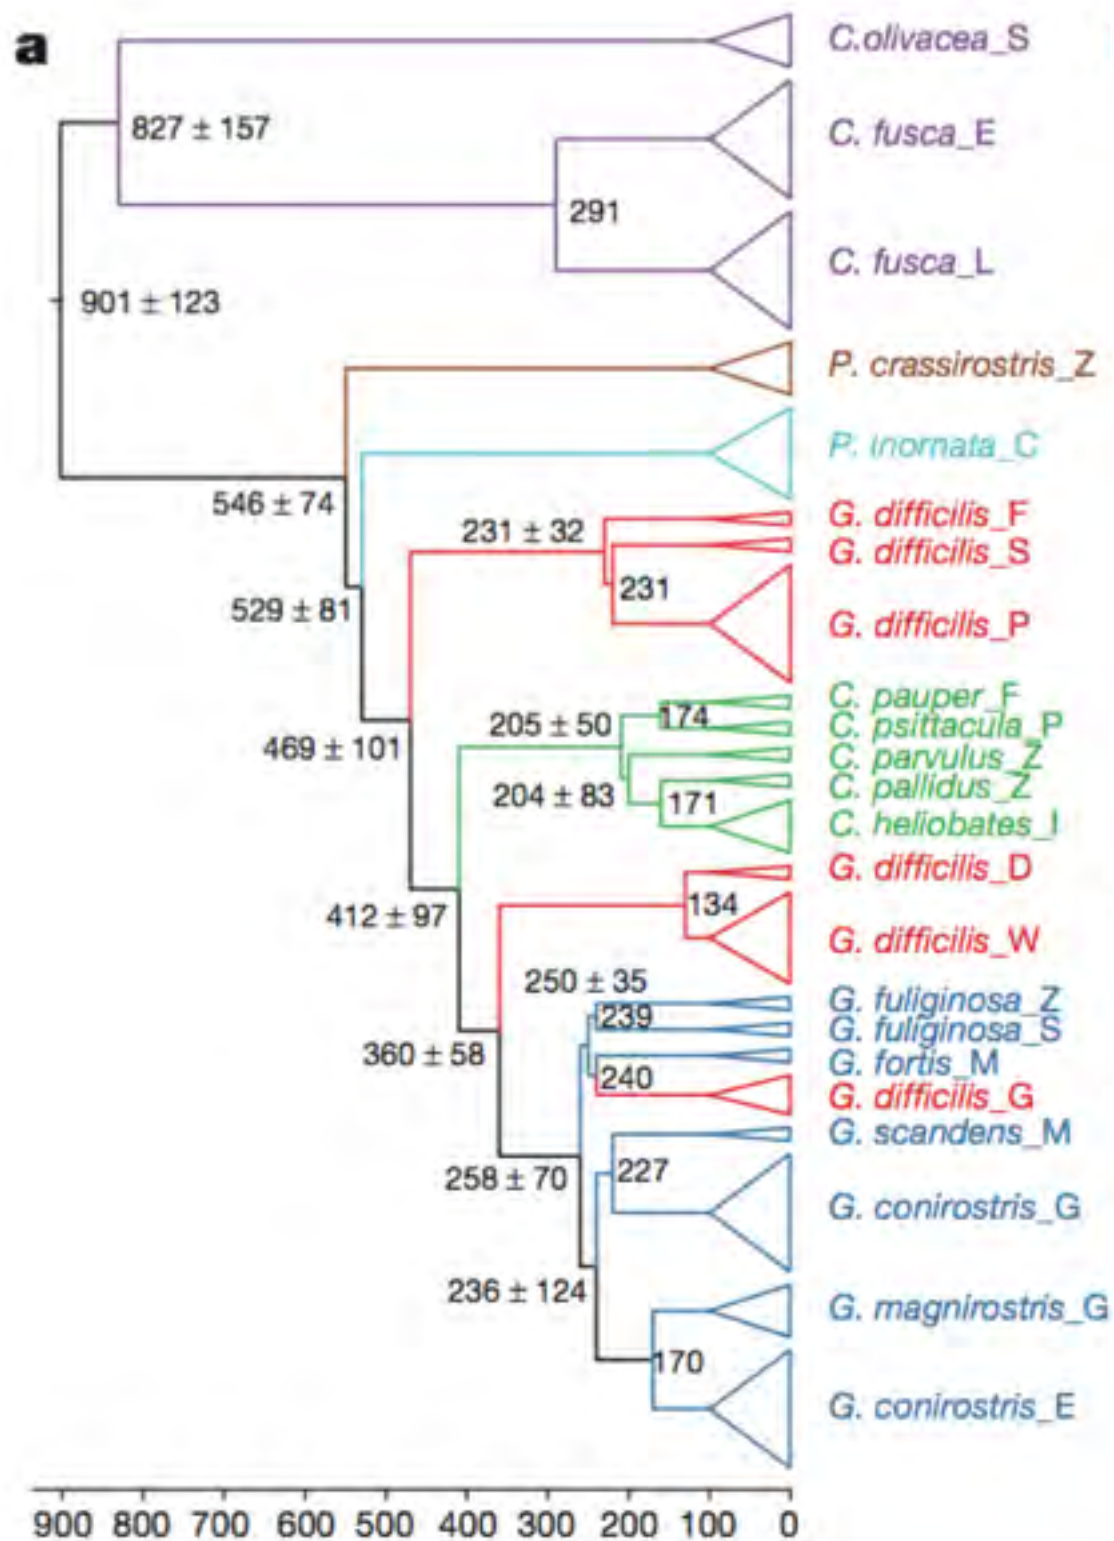 a
C.olivacea_S
827 ± 157
C. fusca_E
291
C. fusca_L
901 ± 123
P. crassirostris_Z
P. inornata_C
546 ± 74
G. difficilis_F
231 ± 32
G. difficilis_S
231
529 ± 81
G. difficilis_P
C. pauper_F
174
205 ± 50
C. psittacula_P
469 ± 101
C. parvulus_Z
C. pallidus_Z
204 ± 83
171
C. heliobates_I
G. difficilis_D
134
412 ± 97
G. difficilis_W
250 ± 35
G. fuliginosa_Z
239
G. fuliginosa_S
360 ± 58
G. fortis_M
240
G. difficilis_G
G. scandens_M
227
258 ± 70
G. conirostris_G
236 ± 124
G. magnirostris_G
170
G. conirostris_E
900 800 700 600 500 400 300 200 100 0